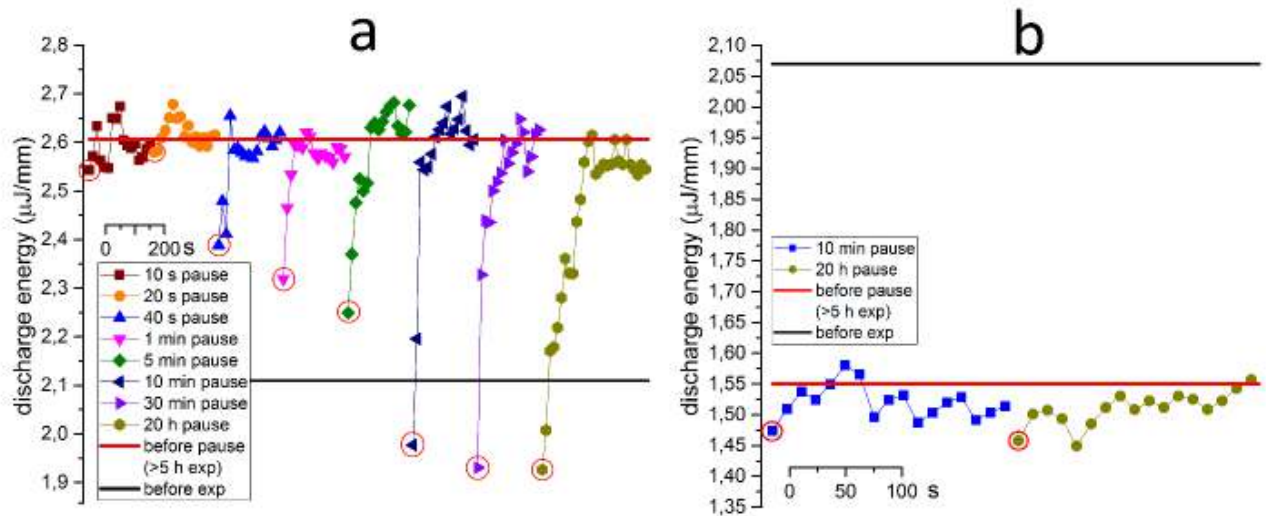 a
discharge energy (μJ/mm)
2,8
2,7
2,6
2,5
2,4
2,3
2,2
2,1
2,0
1,9
0 200 s
10 s pause
20 s pause
40 s pause
1 min pause
5 min pause
10 min pause
30 min pause
20 h pause
before pause
(>5 h exp)
before exp
b
discharge energy (μJ/mm)
2,10
2,05
2,00
1,95
1,90
1,85
1,80
1,75
1,70
1,65
1,60
1,55
1,50
1,45
1,40
1,35
10 min pause
20 h pause
before pause
(>5 h exp)
before exp
0 50 100 s